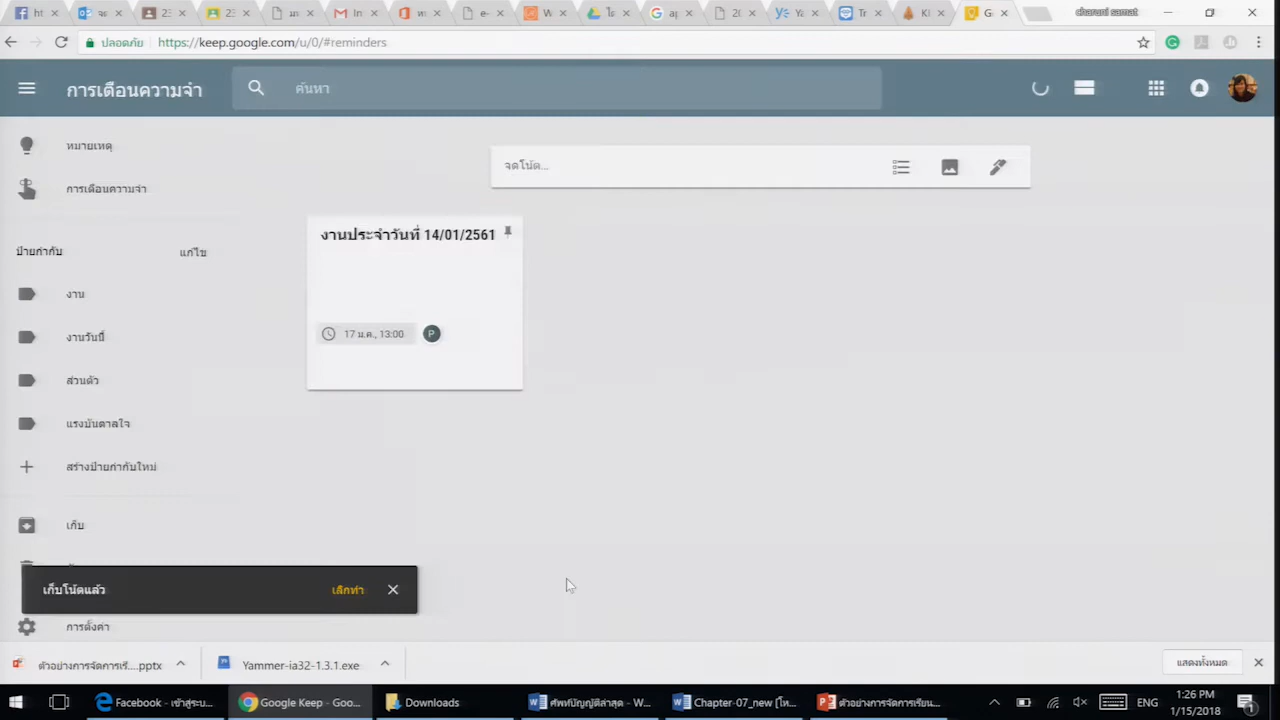 ht
23
23
Gm
charuni samat
ปลอดภัย
https://keep.google.com/u/0/#reminders
การเตือนความจำ
ค้นหา
หมายเหตุ
จดโน้ต...
การเตือนความจำ
งานประจำวันที่ 14/01/2561
ป้ายกำกับ
แก้ไข
งาน
17 ม.ค., 13:00
P
งานวันนี้
ส่วนตัว
แรงบันดาลใจ
สร้างป้ายกำกับใหม่
เก็บ
เก็บโน้ตแล้ว
เลิกทำ
การตั้งค่า
ตัวอย่างการจัดการเรี....pptx
Yammer-ia32-1.3.1.exe
แสดงทั้งหมด
Facebook - เข้าสู่ระบ...
Google Keep - Goo...
Downloads
ศัพท์บัญญัติล่าสุด - W...
Chapter-07_new [โห...
ตัวอย่างการจัดการเรียน...
ENG
1:26 PM
1/15/2018
1